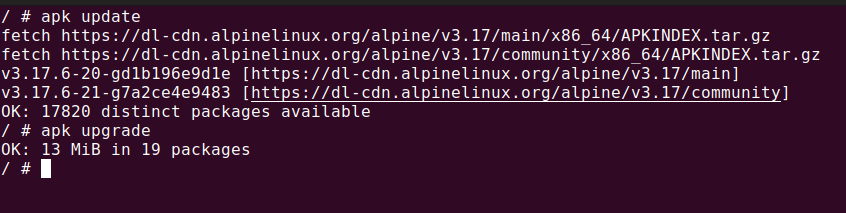 / # apk update
fetch https://dl-cdn.alpinelinux.org/alpine/v3.17/main/x86_64/APKINDEX.tar.gz
fetch https://dl-cdn.alpinelinux.org/alpine/v3.17/community/x86_64/APKINDEX.tar.gz
v3.17.6-20-gd1b196e9d1e [https://dl-cdn.alpinelinux.org/alpine/v3.17/main]
v3.17.6-21-g7a2ce4e9483 [https://dl-cdn.alpinelinux.org/alpine/v3.17/community]
OK: 17820 distinct packages available
/ # apk upgrade
OK: 13 MiB in 19 packages
/ #